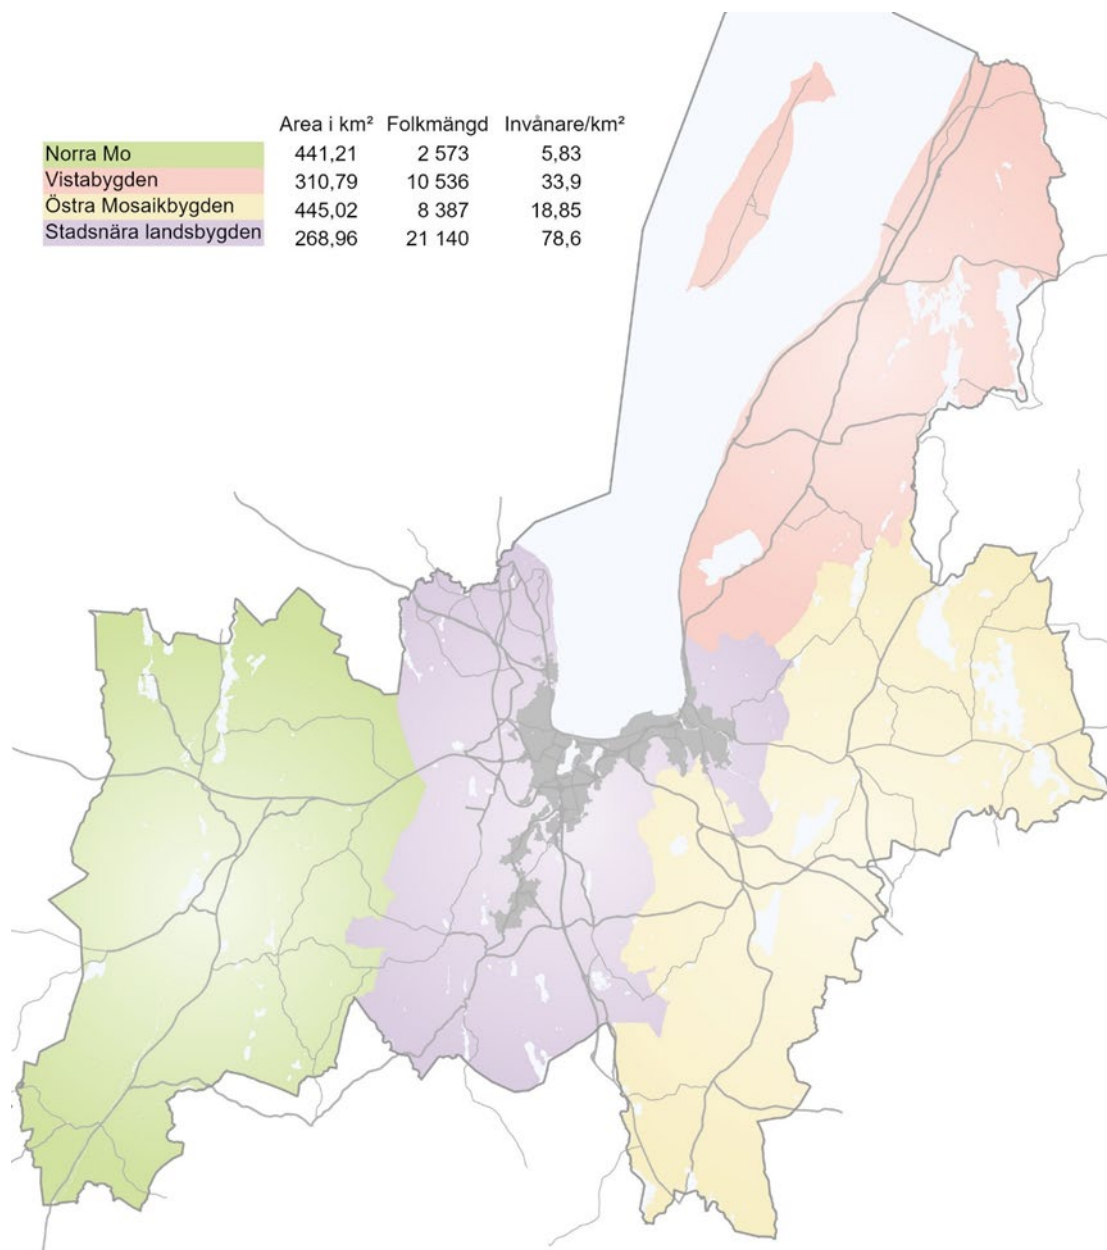 Area i km² Folkmängd Invånare/km²
Norra Mo 441,21 2 573 5,83
Vistabygden 310,79 10 536 33,9
Östra Mosaikbygden 445,02 8 387 18,85
Stadsnära landsbygden 268,96 21 140 78,6